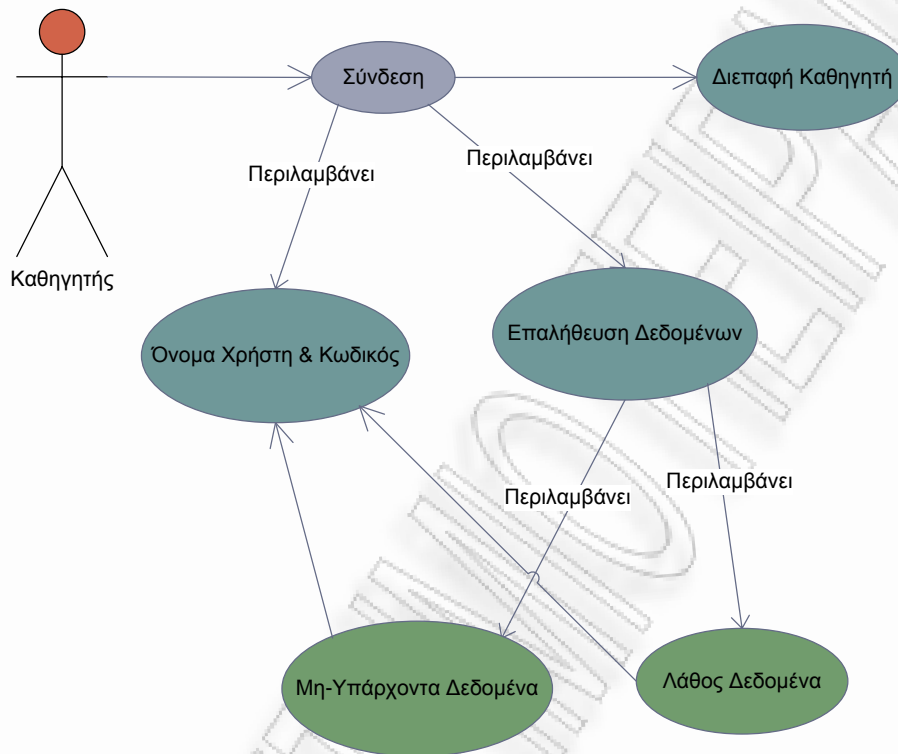 Σύνδεση
Διεπαφή Καθηγητή
Περιλαμβάνει
Περιλαμβάνει
Καθηγητής
Όνομα Χρήστη & Κωδικός
Επαλήθευση Δεδομένων
Περιλαμβάνει
Περιλαμβάνει
Μη-Υπάρχοντα Δεδομένα
Λάθος Δεδομένα